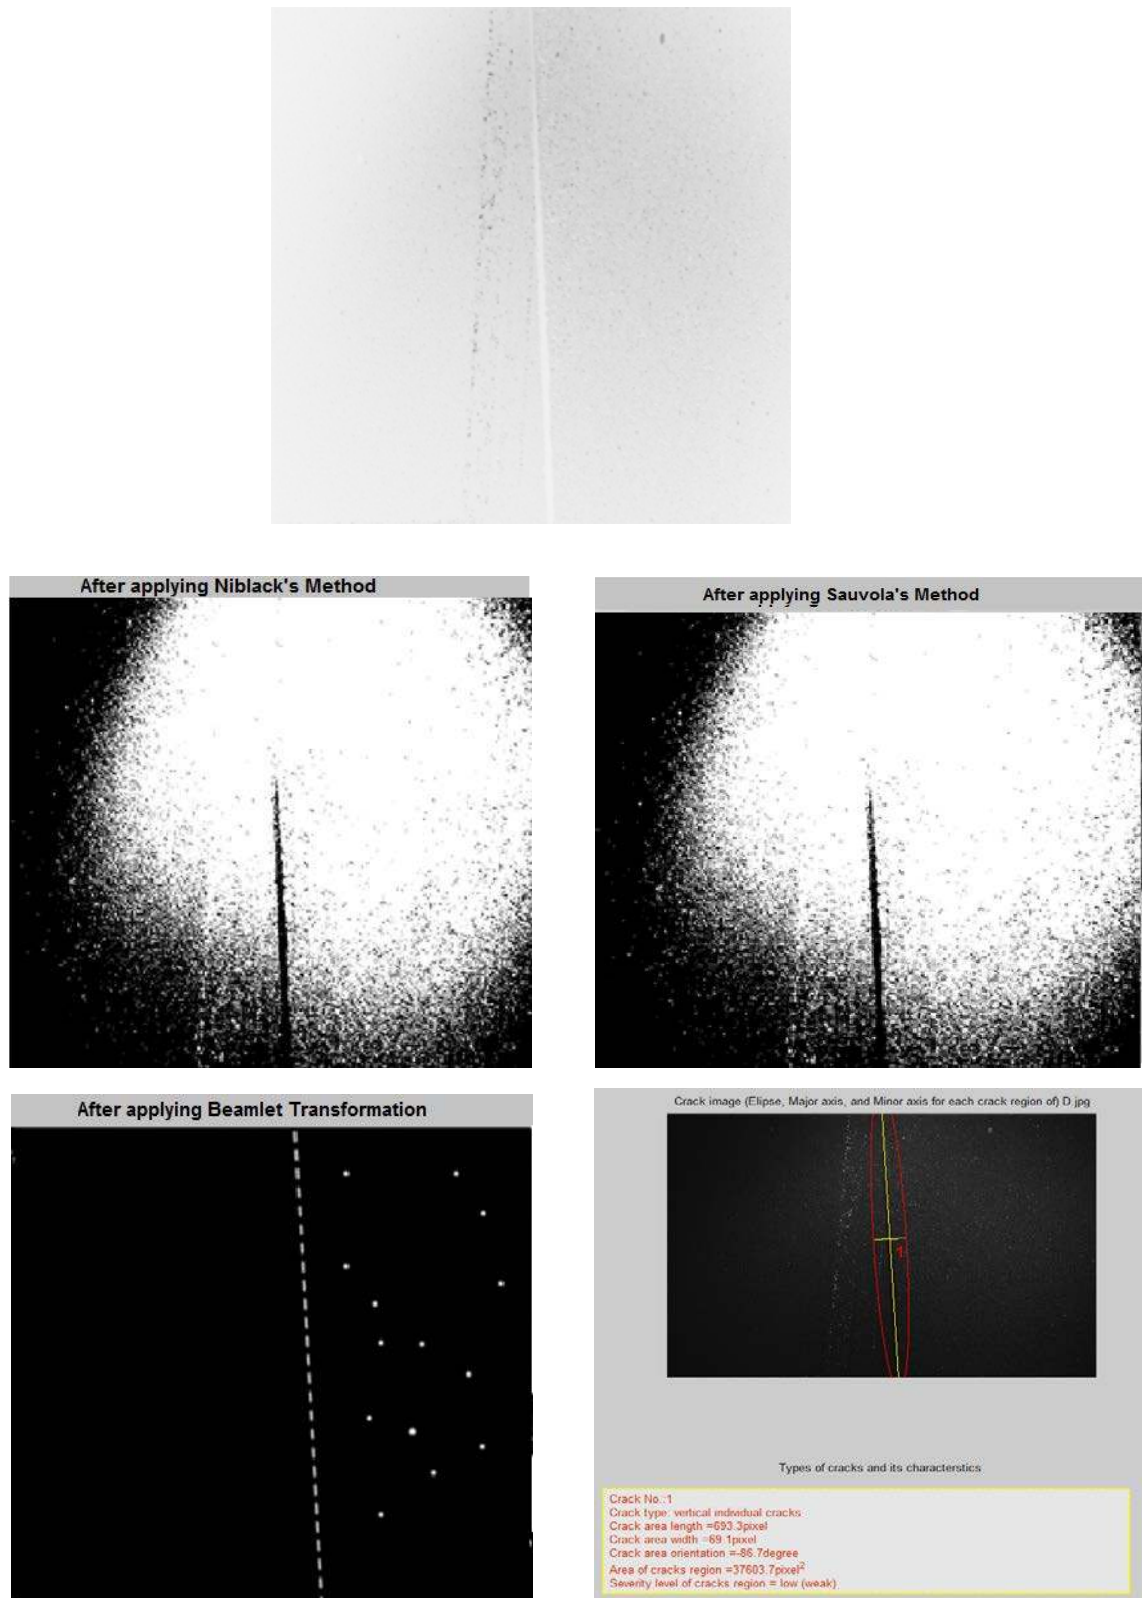 After applying Niblack's Method
After applying Sauvola's Method
After applying Beamlet Transformation
Crack image (Elipse, Major axis, and Minor axis for each crack region of) D.jpg
1
Types of cracks and its characterstics
Crack No.:1
Crack type: vertical individual cracks
Crack area length =693.3pixel
Crack area width =69.1pixel
Crack area orientation =-86.7degree
Area of cracks region =37603.7pixel²
Severity level of cracks region = low (weak)